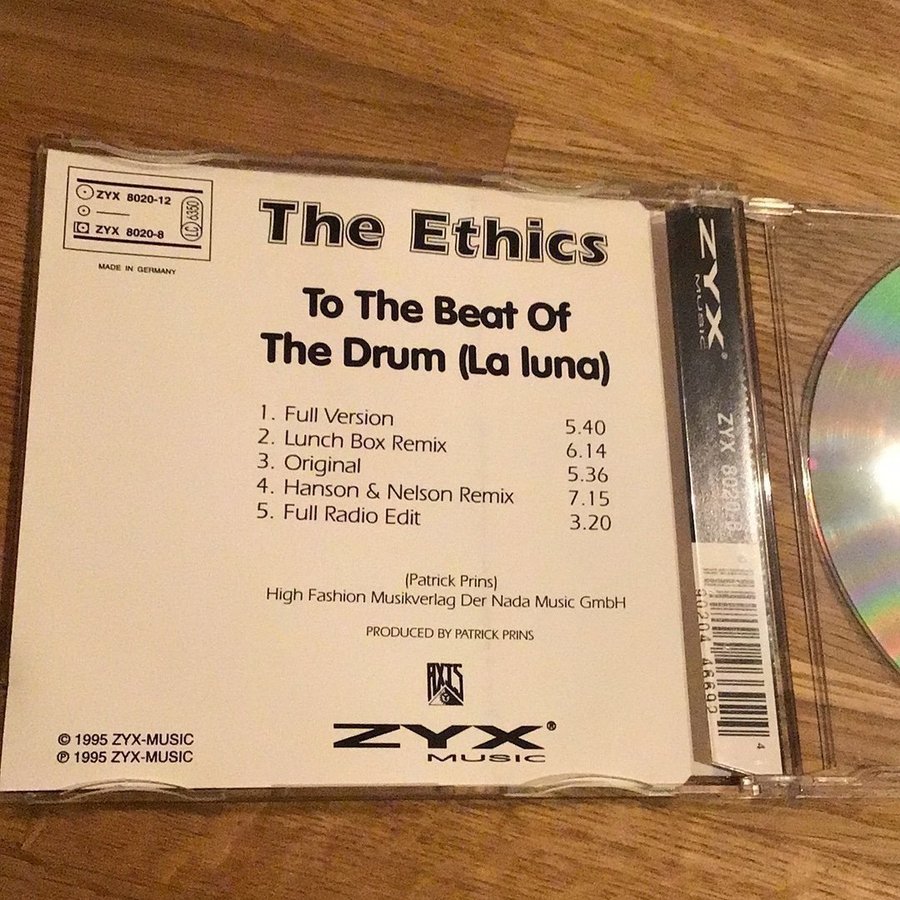 ZYX 8020-12
ZYX 8020-8
LC 6350
MADE IN GERMANY
The Ethics
To The Beat Of
The Drum (La luna)
1. Full Version 5.40
2. Lunch Box Remix 6.14
3. Original 5.36
4. Hanson & Nelson Remix 7.15
5. Full Radio Edit 3.20
(Patrick Prins)
High Fashion Musikverlag Der Nada Music GmbH
PRODUCED BY PATRICK PRINS
AXIS
© 1995 ZYX-MUSIC
℗ 1995 ZYX-MUSIC
ZYX®
MUSIC
ZYX
MUSIC
ZYX 8020-8